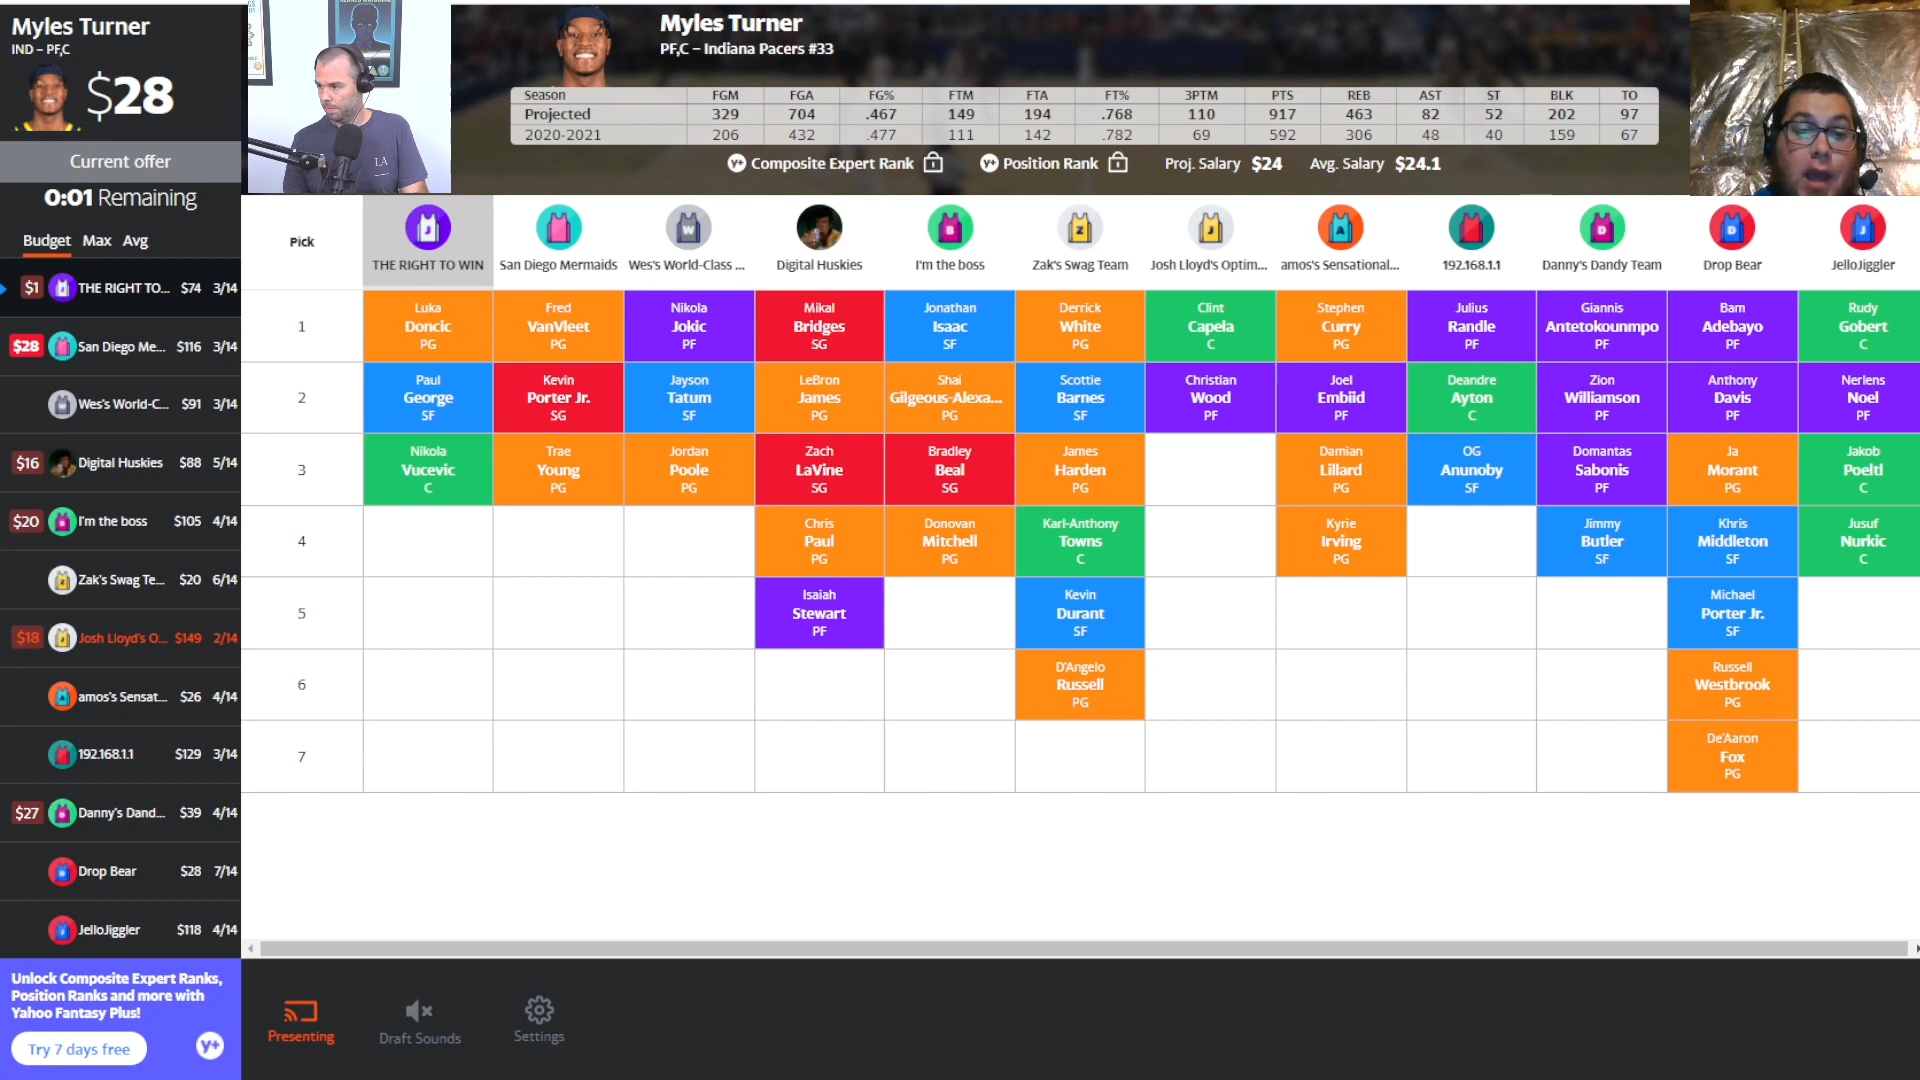 Myles Turner
IND – PF,C
$28
Current offer
0:01 Remaining
Budget Max Avg
$1 THE RIGHT TO... $74 3/14
$28 San Diego Me... $116 3/14
Wes's World-C... $91 3/14
$16 Digital Huskies $88 5/14
$20 I'm the boss $105 4/14
Zak's Swag Te... $20 6/14
$18 Josh Lloyd's O... $149 2/14
amos's Sensat... $26 4/14
192.168.1.1 $129 3/14
$27 Danny's Dand... $39 4/14
Drop Bear $28 7/14
JelloJiggler $118 4/14
Unlock Composite Expert Ranks,
Position Ranks and more with
Yahoo Fantasy Plus!
Try 7 days free y+
LA
Myles Turner
PF,C – Indiana Pacers #33
Season FGM FGA FG% FTM FTA FT% 3PTM PTS REB AST ST BLK TO
Projected 329 704 .467 149 194 .768 110 917 463 82 52 202 97
2020-2021 206 432 .477 111 142 .782 69 592 306 48 40 159 67
y+ Composite Expert Rank y+ Position Rank Proj. Salary $24 Avg. Salary $24.1
J W B Z J A D D J
Pick THE RIGHT TO WIN San Diego Mermaids Wes's World-Class ... Digital Huskies I'm the boss Zak's Swag Team Josh Lloyd's Optim... amos's Sensational... 192.168.1.1 Danny's Dandy Team Drop Bear JelloJiggler
Luka Fred Nikola Mikal Jonathan Derrick Clint Stephen Julius Giannis Bam Rudy
1 Doncic VanVleet Jokic Bridges Isaac White Capela Curry Randle Antetokounmpo Adebayo Gobert
PG PG PF SG SF PG C PG PF PF PF C
Paul Kevin Jayson LeBron Shai Scottie Christian Joel Deandre Zion Anthony Nerlens
2 George Porter Jr. Tatum James Gilgeous-Alexa... Barnes Wood Embiid Ayton Williamson Davis Noel
SF SG SF PG PG SF PF PF C PF PF PF
Nikola Trae Jordan Zach Bradley James Damian OG Domantas Ja Jakob
3 Vucevic Young Poole LaVine Beal Harden Lillard Anunoby Sabonis Morant Poeltl
C PG PG SG SG PG PG SF PF PG C
Chris Donovan Karl-Anthony Kyrie Jimmy Khris Jusuf
4 Paul Mitchell Towns Irving Butler Middleton Nurkic
PG PG C PG SF SF C
Isaiah Kevin Michael
5 Stewart Durant Porter Jr.
PF SF SF
D'Angelo Russell
6 Russell Westbrook
PG PG
De'Aaron
7 Fox
PG
Presenting Draft Sounds Settings